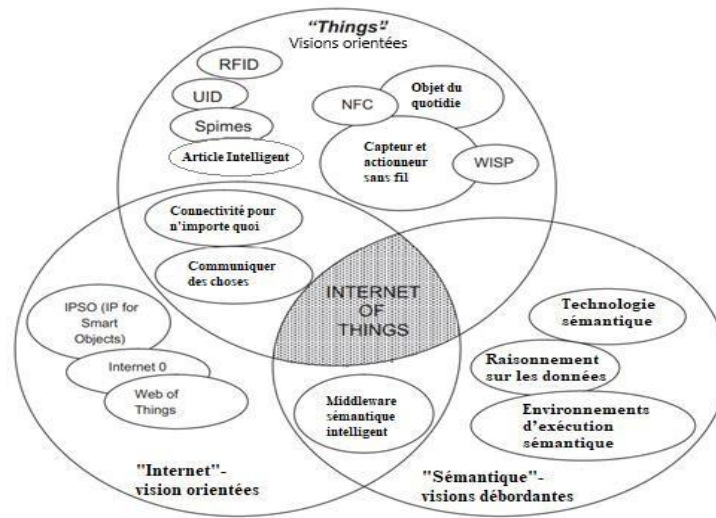 "Things"-
Visions orientées
RFID
UID
Spimes
Article Intelligent
NFC
Objet du
quotidie
Capteur et
actionneur
sans fil
WISP
Connectivité pour
n'importe quoi
Communiquer
des choses
INTERNET
OF
THINGS
IPSO (IP for
Smart
Objects)
Internet 0
Web of
Things
Technologie
sémantique
Raisonnement
sur les données
Environnements
d'exécution
sémantique
Middleware
sémantique
intelligent
"Internet"-
vision orientées
"Sémantique"-
visions débordantes